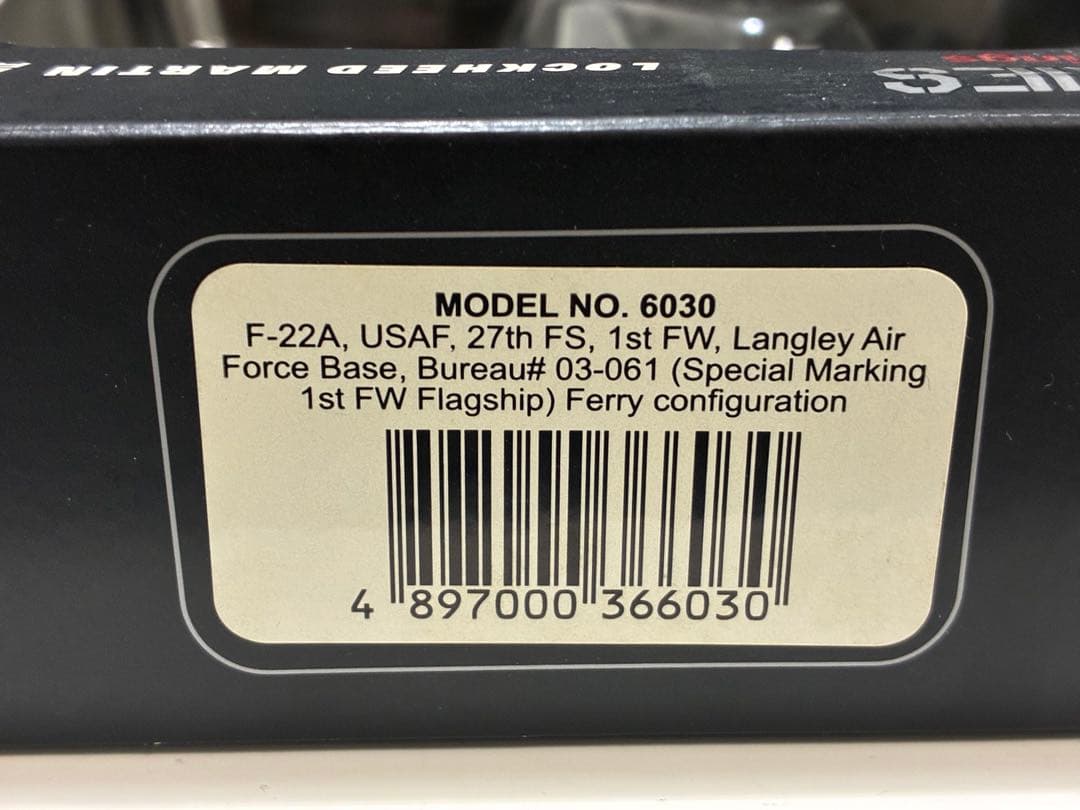 LOCKHEED MARTIN
ngs
MODEL NO. 6030
F-22A, USAF, 27th FS, 1st FW, Langley Air
Force Base, Bureau# 03-061 (Special Marking
1st FW Flagship) Ferry configuration
4 897000 366030